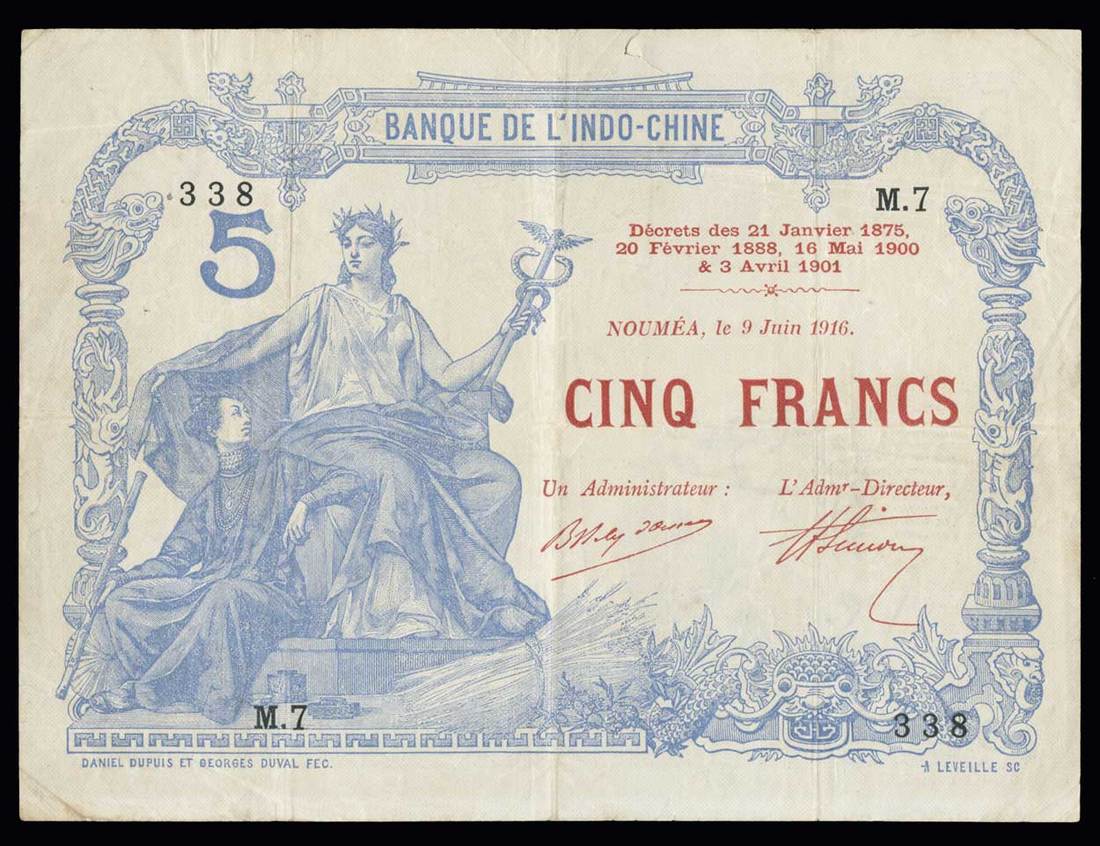 BANQUE DE L'INDO-CHINE
338
M.7
5
Décrets des 21 Janvier 1875,
20 Février 1888, 16 Mai 1900
& 3 Avril 1901
NOUMÉA, le 9 Juin 1916.
CINQ FRANCS
Un Administrateur :
L'Admr-Directeur,
M.7
338
DANIEL DUPUIS ET GEORGES DUVAL FEC.
A LEVEILLE SC